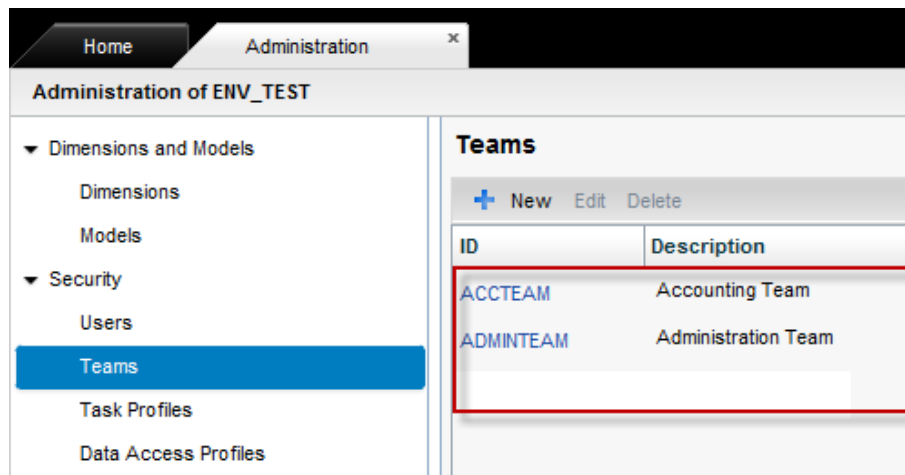 Home Administration x
Administration of ENV_TEST
Dimensions and Models
Dimensions
Models
Security
Users
Teams
Task Profiles
Data Access Profiles
Teams
New Edit Delete
ID Description
ACCTEAM Accounting Team
ADMINTEAM Administration Team